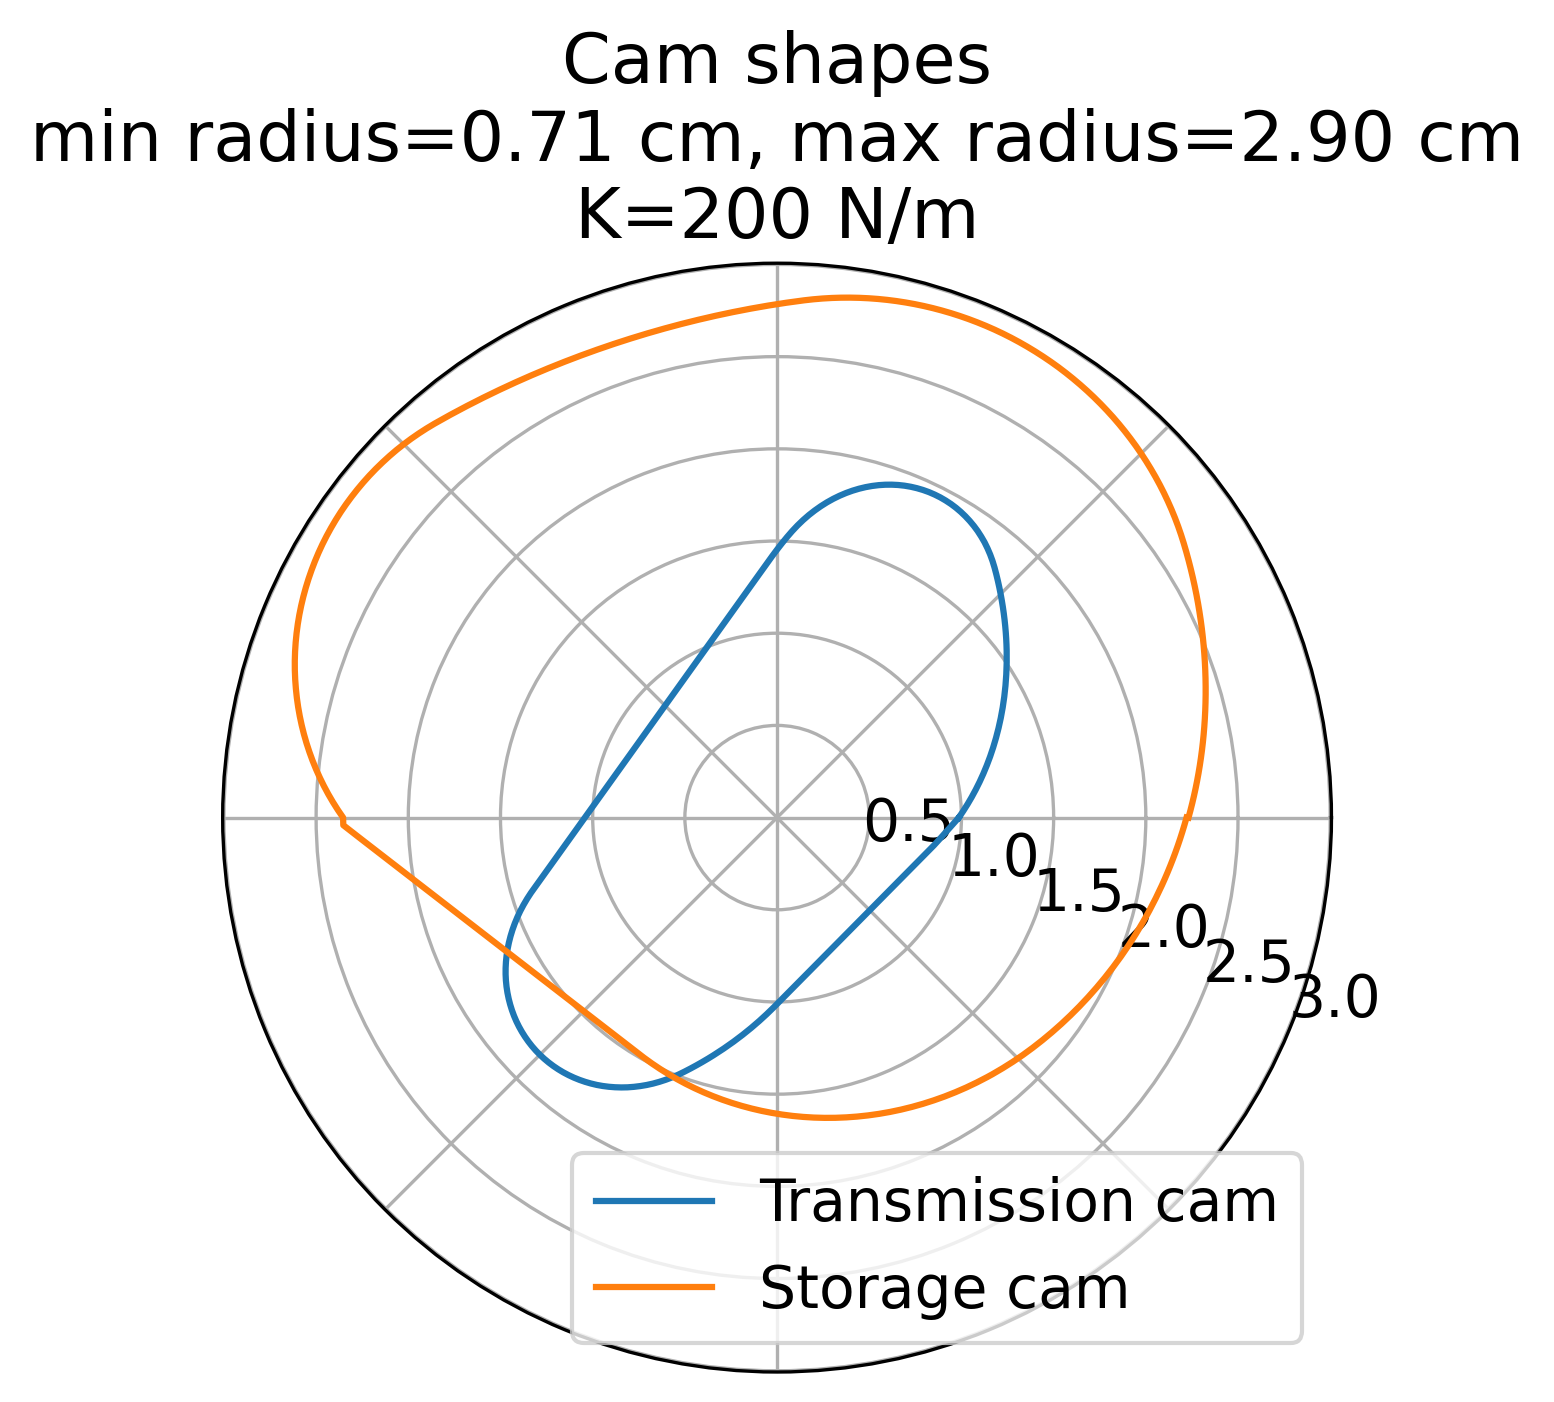 Cam shapes
min radius=0.71 cm, max radius=2.90 cm
K=200 N/m
0.5
1.0
1.5
2.0
2.5
3.0
Transmission cam
Storage cam